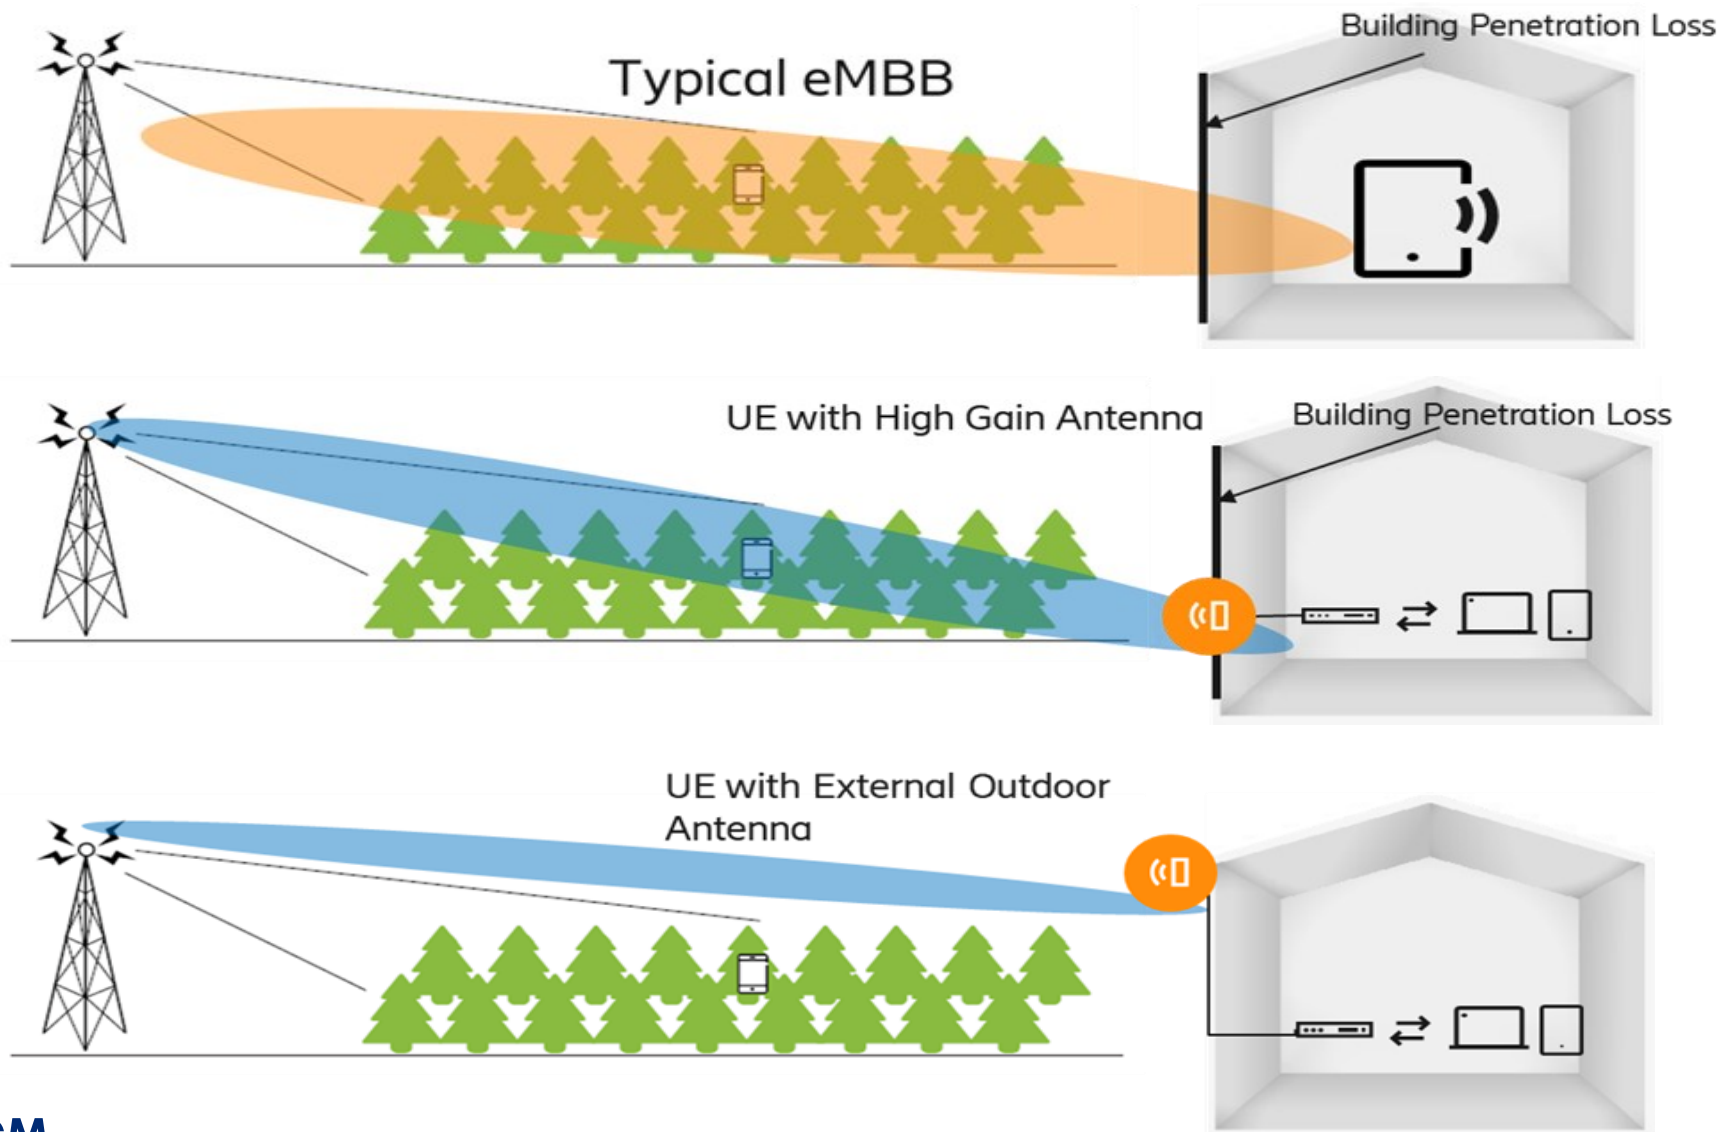 Building Penetration Loss
Typical eMBB
UE with High Gain Antenna
Building Penetration Loss
UE with External Outdoor
Antenna